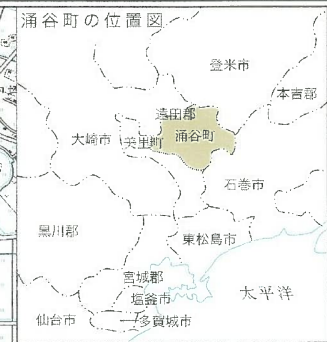 涌谷町の位置図
登米市
本吉郡
遠田郡
涌谷町
大崎市
美里町
石巻市
黒川郡
東松島市
宮城郡
塩釜市
太平洋
仙台市
多賀城市